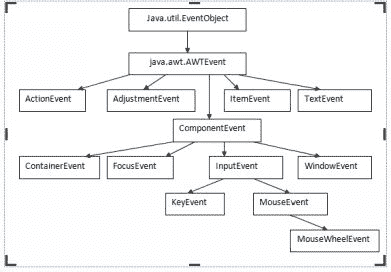 Java.util.EventObject
java.awt.AWTEvent
ActionEvent
AdjustmentEvent
ItemEvent
TextEvent
ComponentEvent
ContainerEvent
FocusEvent
InputEvent
WindowEvent
KeyEvent
MouseEvent
MouseWheelEvent